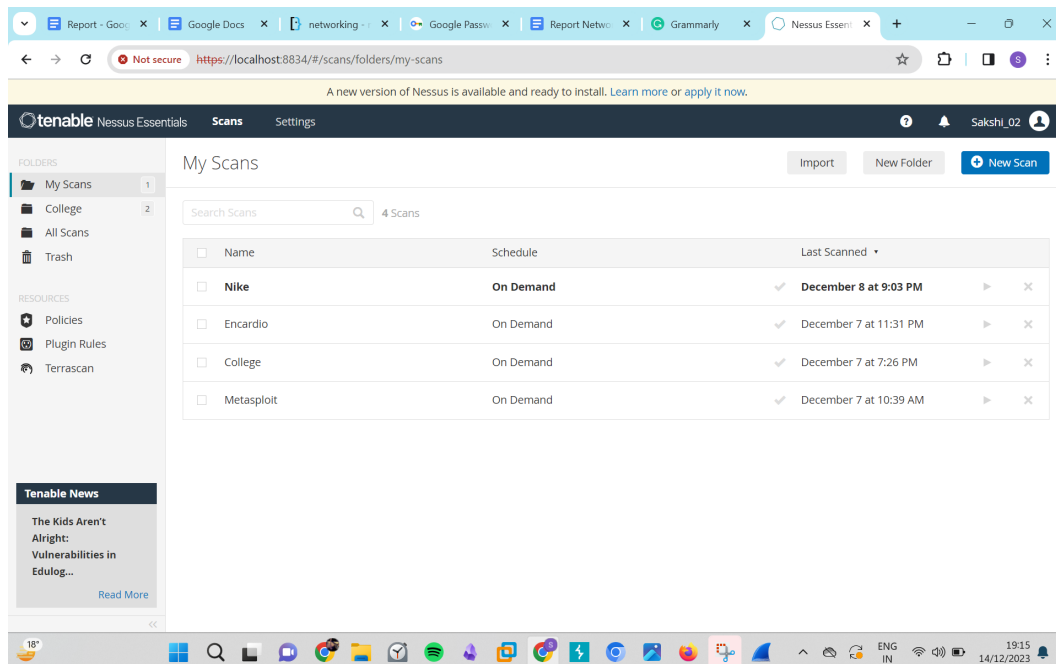 Report - Goog
Google Docs
networking - r
Google Passw
Report Netwo
Grammarly
Nessus Essent
Not secure https://localhost:8834/#/scans/folders/my-scans
S
A new version of Nessus is available and ready to install. Learn more or apply it now.
tenable Nessus Essentials
Scans
Settings
Sakshi_02
FOLDERS
My Scans 1
College 2
All Scans
Trash
RESOURCES
Policies
Plugin Rules
Terrascan
Tenable News
The Kids Aren't
Alright:
Vulnerabilities in
Edulog...
Read More
My Scans
Import
New Folder
New Scan
Search Scans
4 Scans
Name Schedule Last Scanned
Nike On Demand December 8 at 9:03 PM
Encardio On Demand December 7 at 11:31 PM
College On Demand December 7 at 7:26 PM
Metasploit On Demand December 7 at 10:39 AM
18°
ENG
IN
19:15
14/12/2023